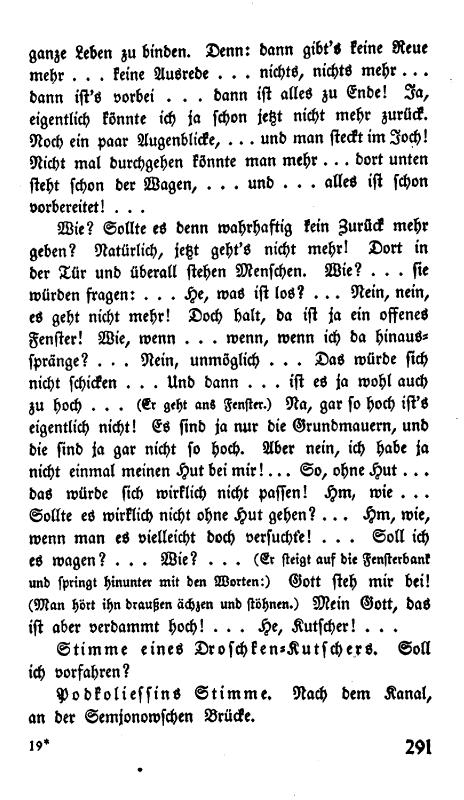 ganze Leben zu binden. Denn: dann gibt's keine Reue
mehr . . . keine Ausrede . . . nichts, nichts mehr . . .
dann ist's vorbei . . . dann ist alles zu Ende! Ja,
eigentlich könnte ich ja schon jetzt nicht mehr zurück.
Noch ein paar Augenblicke, . . . und man steckt im Joch!
Nicht mal durchgehen könnte man mehr . . . dort unten
steht schon der Wagen, . . . und . . . alles ist schon
vorbereitet! . . .
Wie? Sollte es denn wahrhaftig kein Zurück mehr
geben? Natürlich, jetzt geht's nicht mehr! Dort in
der Tür und überall stehen Menschen. Wie? . . . sie
würden fragen: . . . He, was ist los? . . . Nein, nein,
es geht nicht mehr! Doch halt, da ist ja ein offenes
Fenster! Wie, wenn . . . wenn, wenn ich da hinaus-
spränge? . . . Nein, unmöglich . . . Das würde sich
nicht schicken . . . Und dann . . . ist es ja wohl auch
zu hoch . . . (Er geht ans Fenster.) Na, gar so hoch ist's
eigentlich nicht! Es sind ja nur die Grundmauern, und
die sind ja gar nicht so hoch. Aber nein, ich habe ja
nicht einmal meinen Hut bei mir! . . . So, ohne Hut . . .
das würde sich wirklich nicht passen! Hm, wie . . .
Sollte es wirklich nicht ohne Hut gehen? . . . Hm, wie,
wenn man es vielleicht doch versuchte! . . . Soll ich
es wagen? . . . Wie? . . . (Er steigt auf die Fensterbank
und springt hinunter mit den Worten:) Gott steh mir bei!
(Man hört ihn draußen ächzen und stöhnen.) Mein Gott, das
ist aber verdammt hoch! . . . He, Kutscher! . . .
Stimme eines Droschken-Kutschers. Soll
ich vorfahren?
Podkoliessins Stimme. Nach dem Kanal,
an der Semjonowschen Brücke.
19*
291